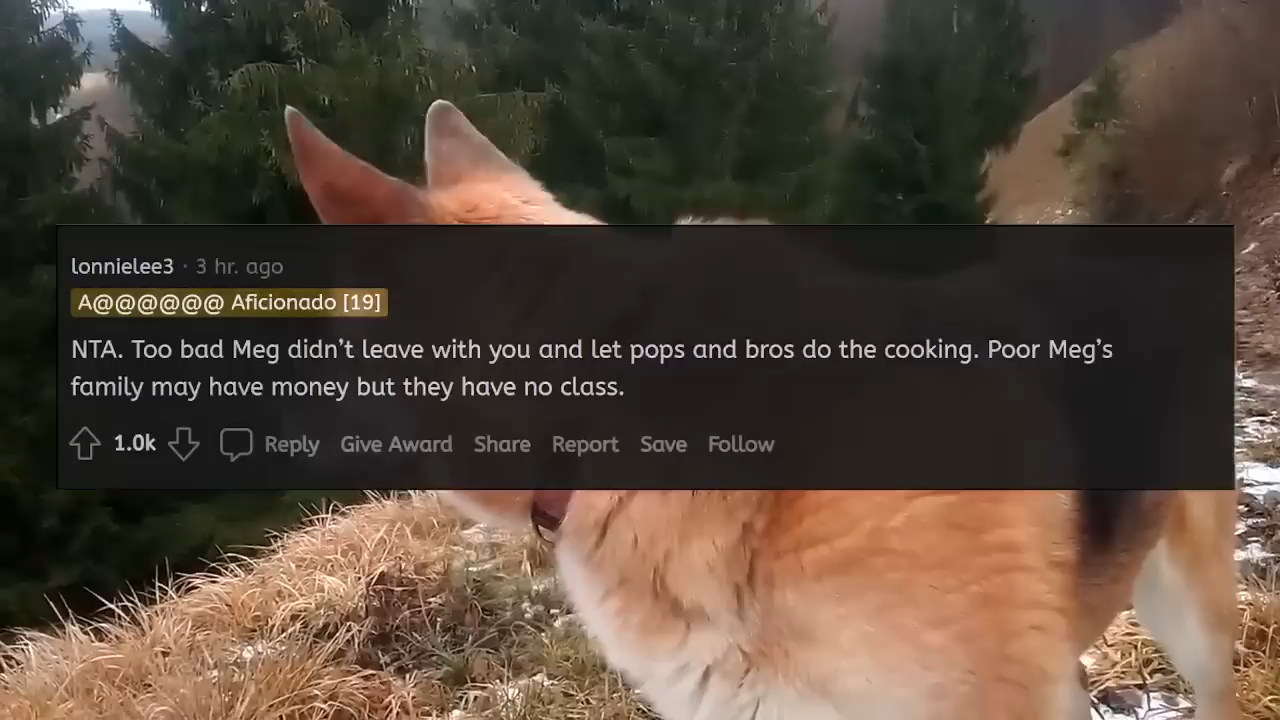 lonnielee3 · 3 hr. ago
A@@@@@@ Aficionado [19]
NTA. Too bad Meg didn’t leave with you and let pops and bros do the cooking. Poor Meg’s
family may have money but they have no class.
1.0k Reply Give Award Share Report Save Follow